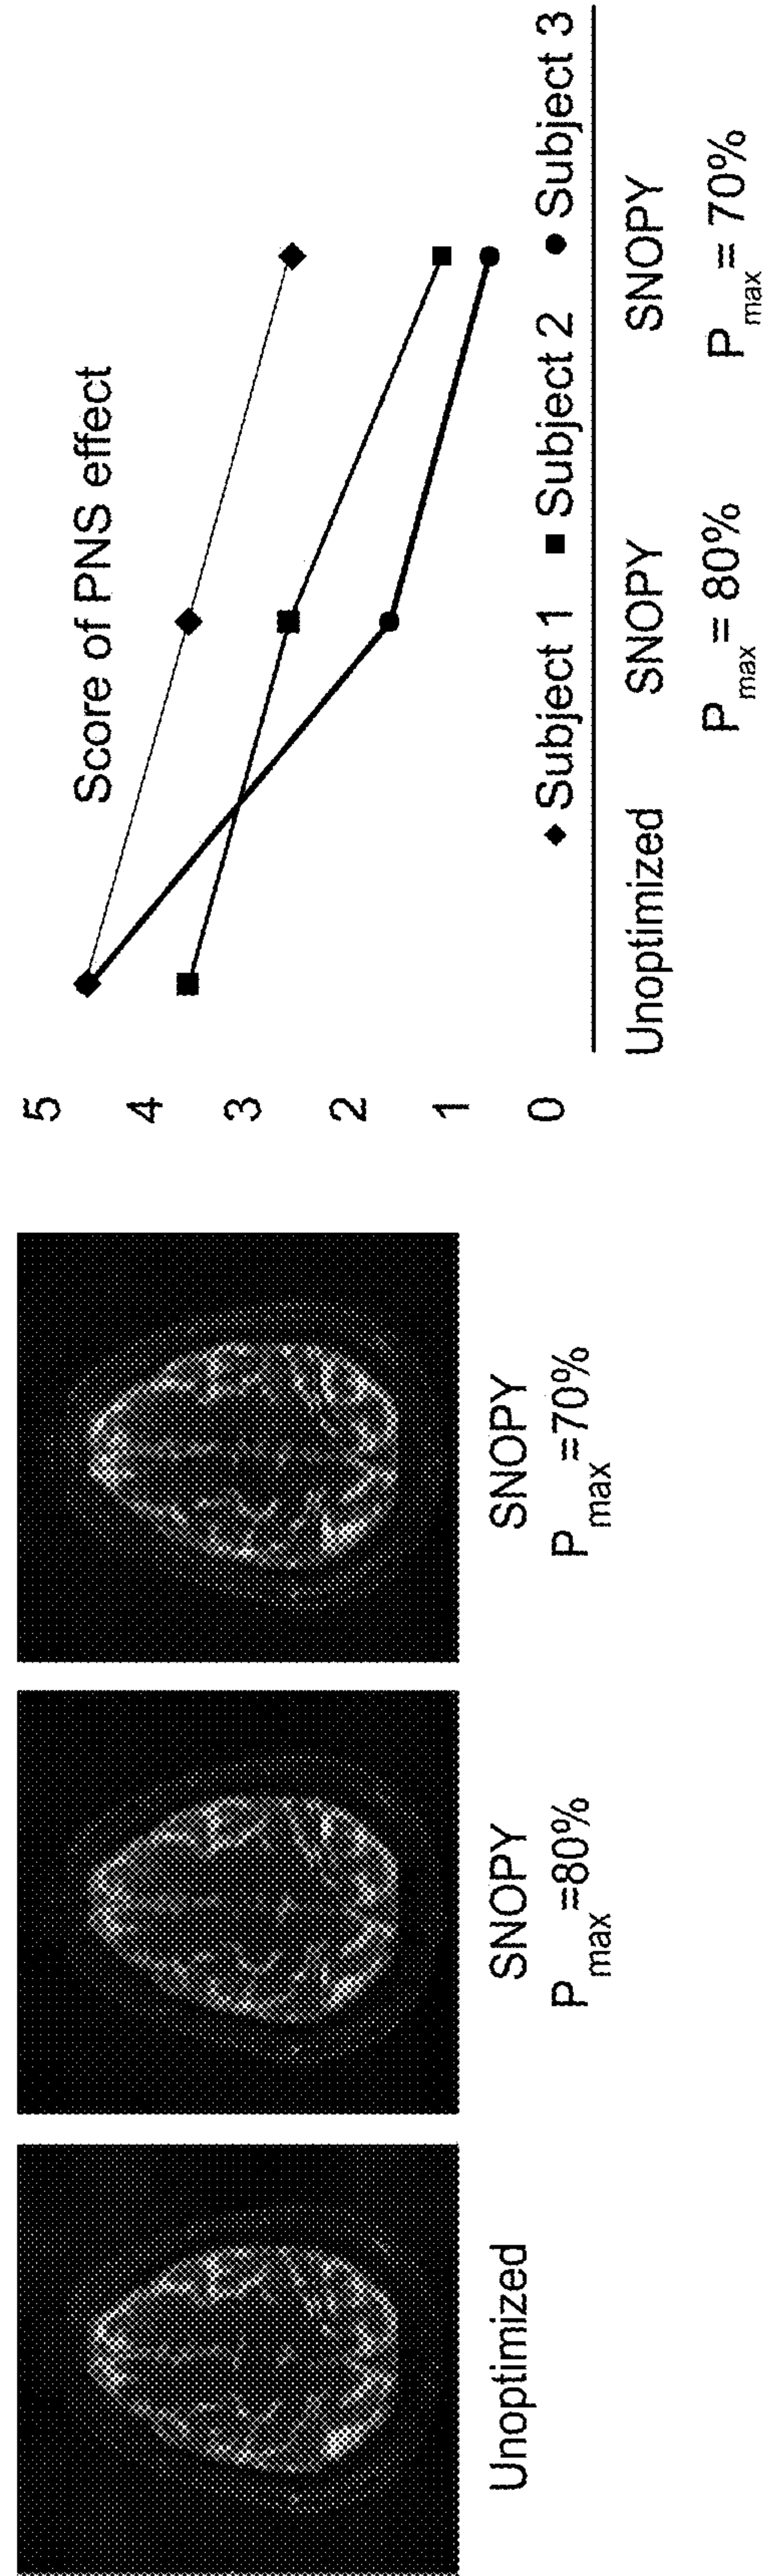 Unoptimized
SNOPY
Pmax=80%
SNOPY
Pmax=70%
Score of PNS effect
5
4
3
2
1
0
Subject 1 Subject 2 Subject 3
Unoptimized
SNOPY
Pmax = 80%
SNOPY
Pmax = 70%